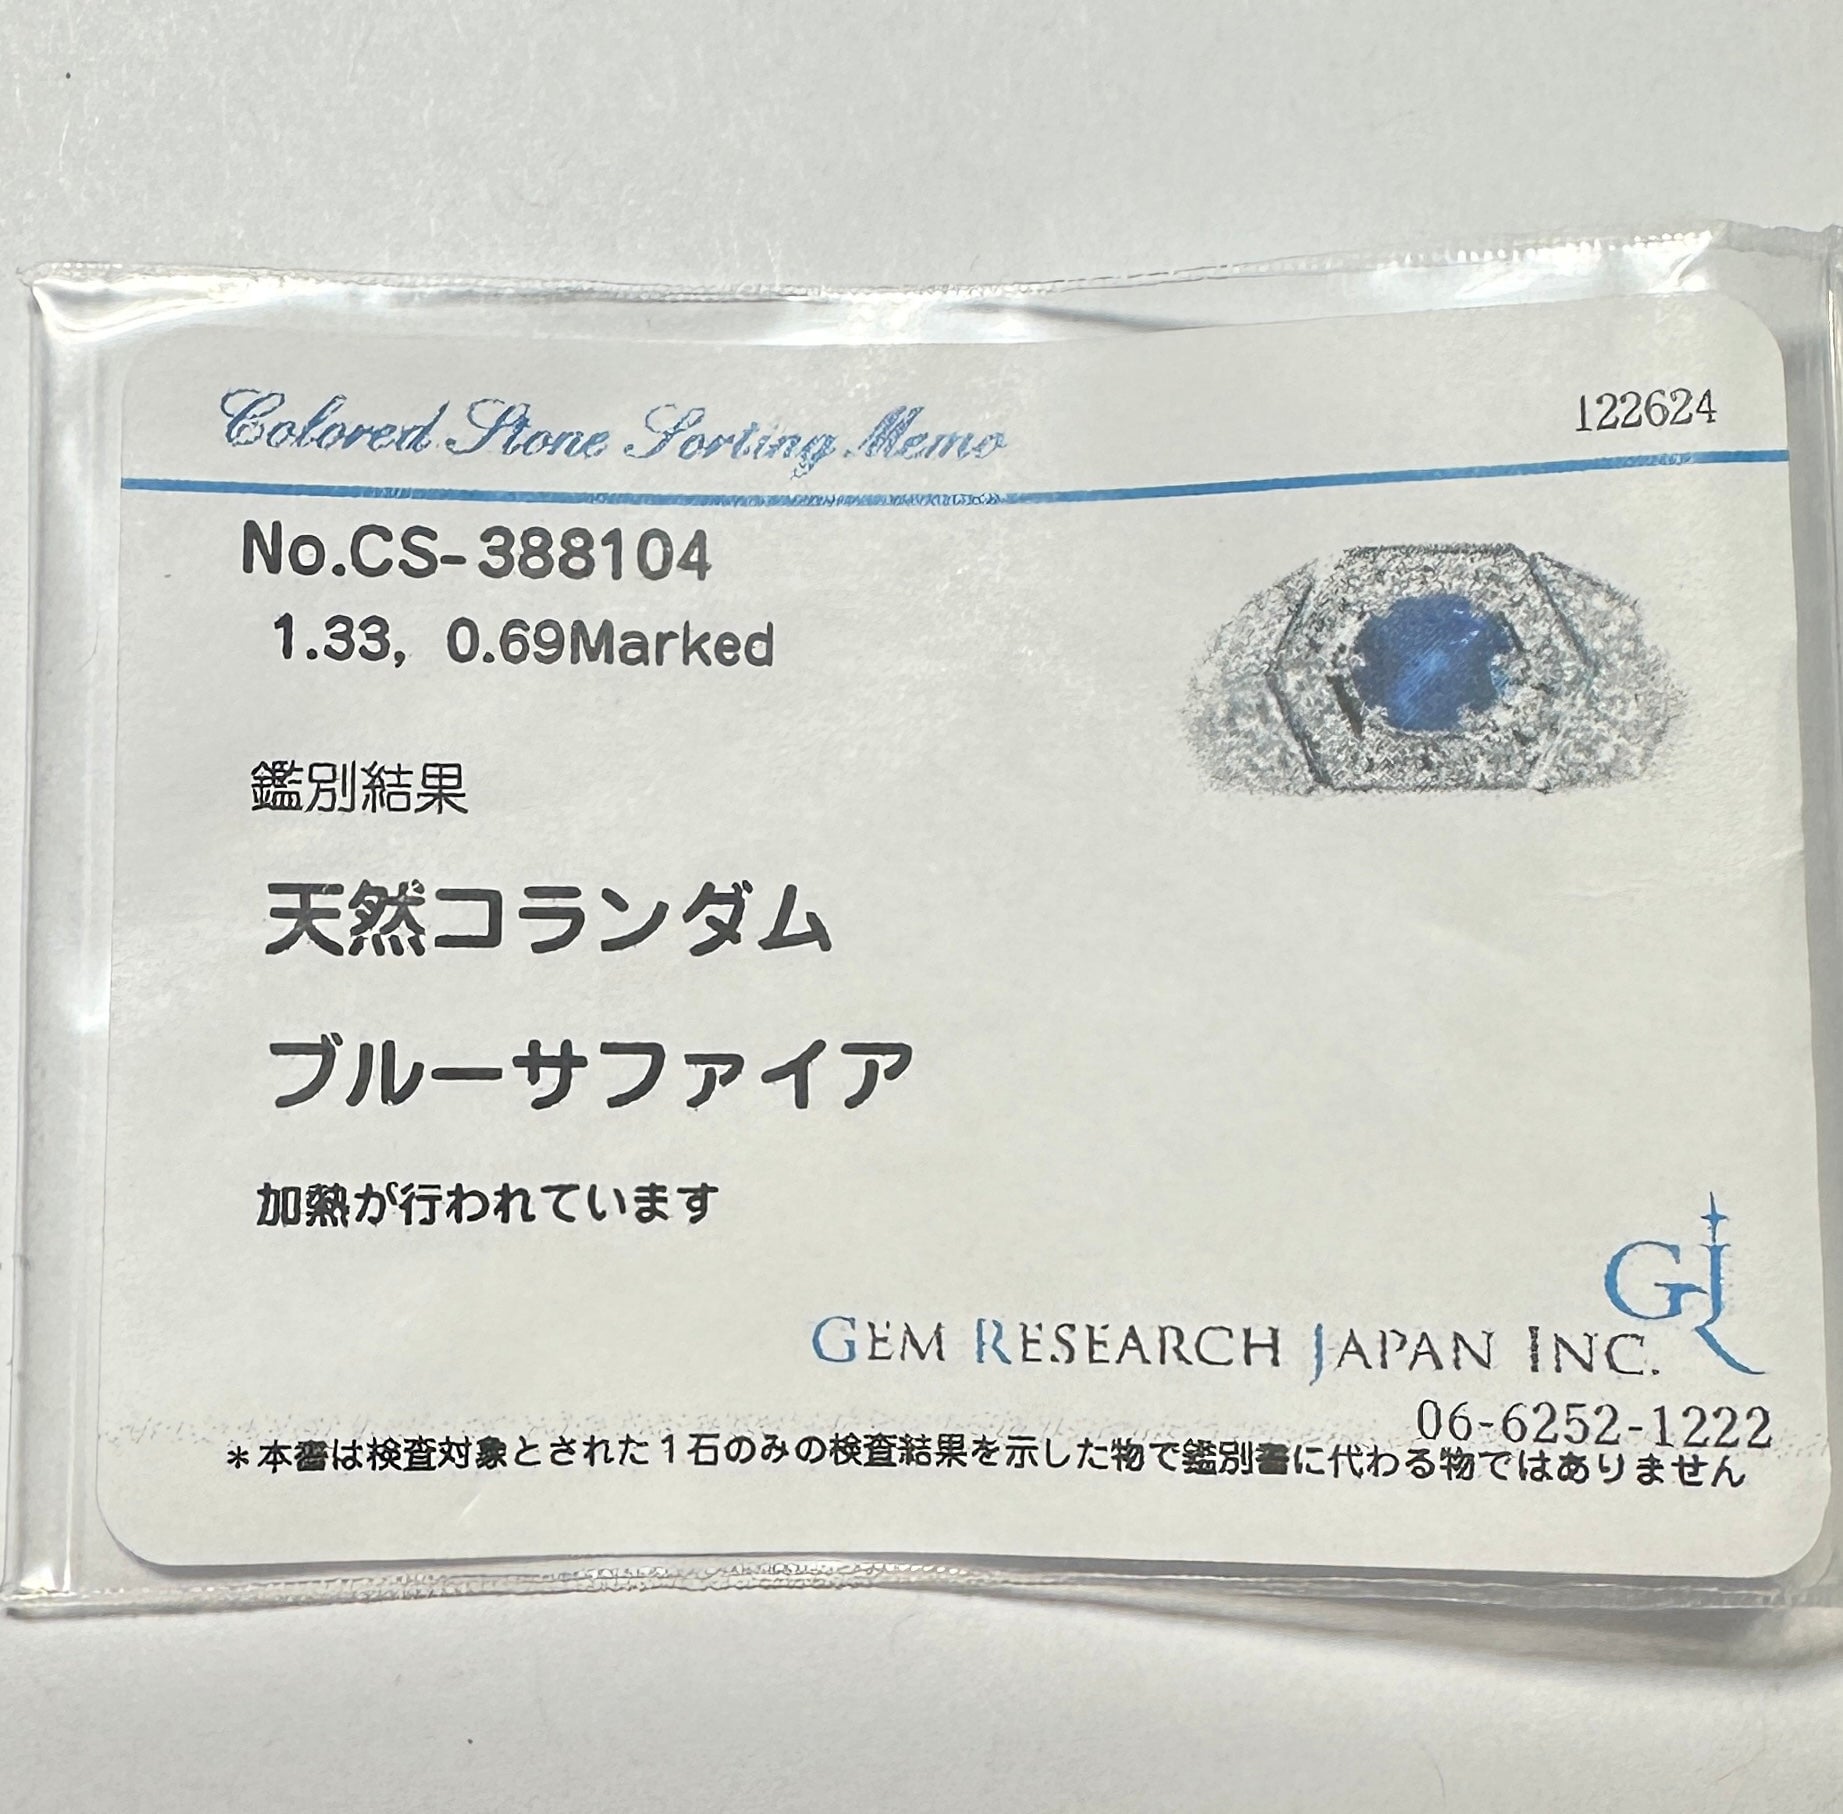 Colored Stone Sorting Memo
122624
No.CS-388104
1.33, 0.69Marked
鑑別結果
天然コランダム
ブルーサファイア
加熱が行われています
GJR
GEM RESEARCH JAPAN INC.
06-6252-1222
*本書は検査対象とされた1石のみの検査結果を示した物で鑑別書に代わる物ではありません